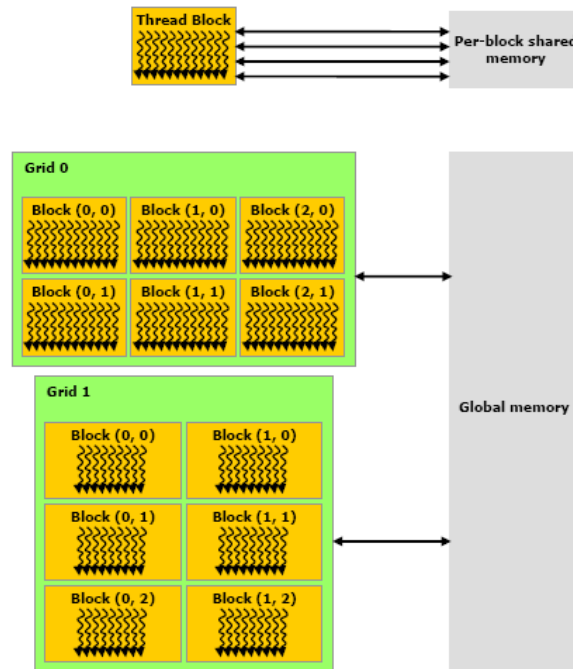 Thread Block
Per-block shared
memory
Grid 0
Block (0, 0) Block (1, 0) Block (2, 0)
Block (0, 1) Block (1, 1) Block (2, 1)
Grid 1
Block (0, 0) Block (1, 0)
Global memory
Block (0, 1) Block (1, 1)
Block (0, 2) Block (1, 2)